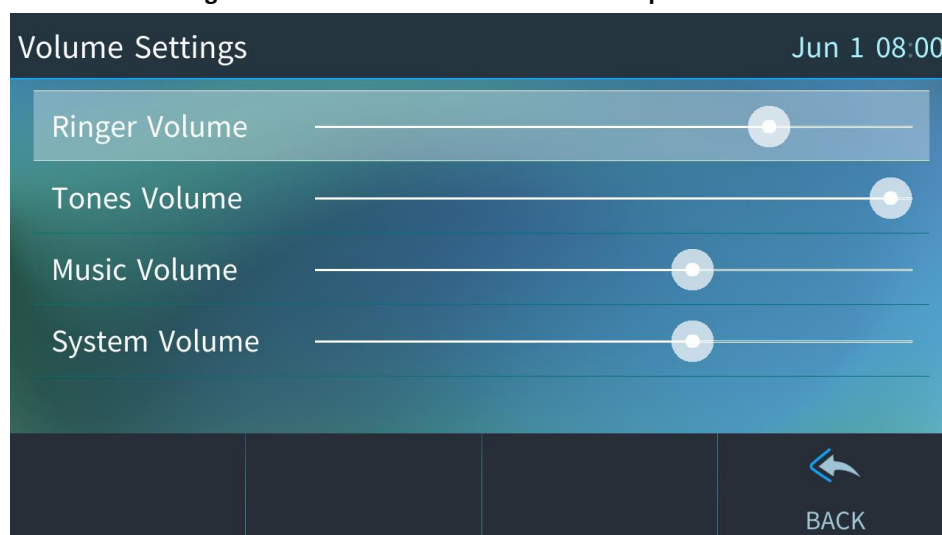 Volume Settings Jun 1 08:00
Ringer Volume
Tones Volume
Music Volume
System Volume
BACK